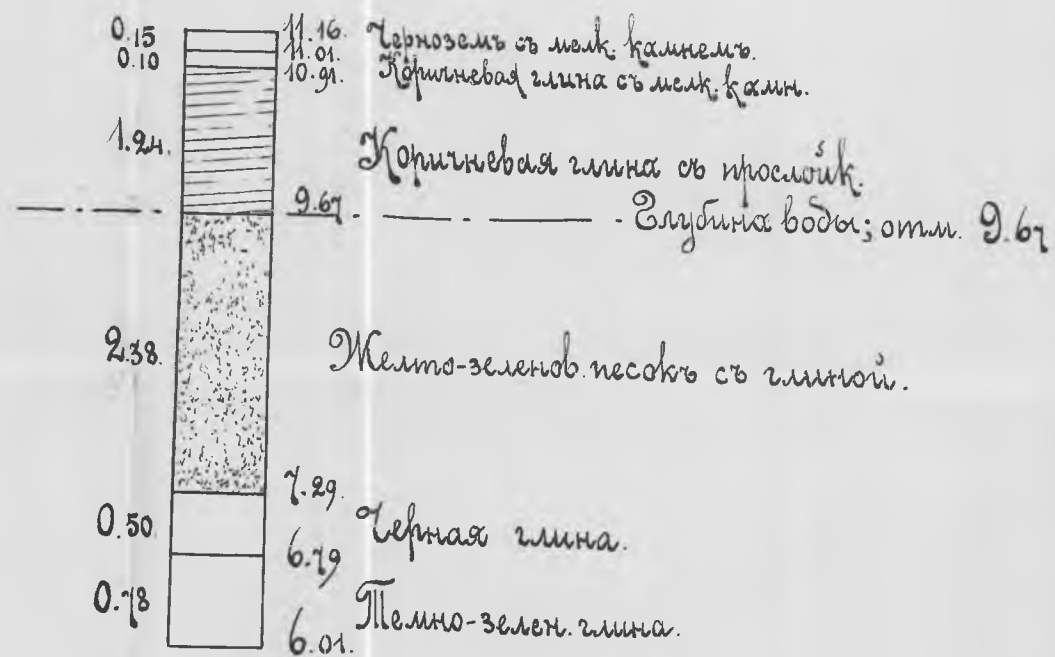 0.15 11.16. Черноземъ съ мелк. камнемъ.
0.10 11.01.
10.91. Коричневая глина съ мелк. камн.
1.24. Коричневая глина съ прослойк.
9.67 Глубина воды; отм. 9.67
2.38. Желто-зеленов. песокъ съ глиной.
7.29.
0.50. Черная глина.
6.79
0.78 Темно-зелен. глина.
6.01.